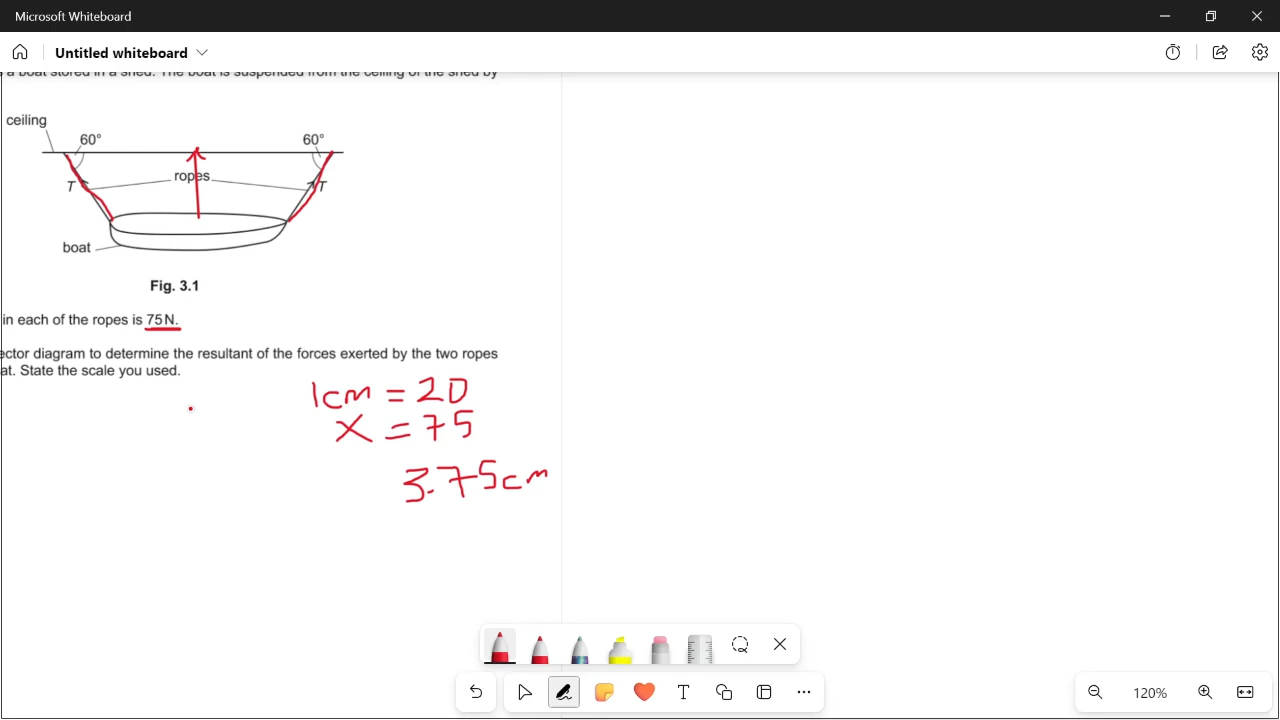 Microsoft Whiteboard
Untitled whiteboard
a boat stored in a shed. The boat is suspended from the ceiling of the shed by
ceiling
60°
60°
ropes
T
T
boat
Fig. 3.1
in each of the ropes is 75 N.
ector diagram to determine the resultant of the forces exerted by the two ropes
at. State the scale you used.
1cm = 20
x = 75
3.75cm
T
120%